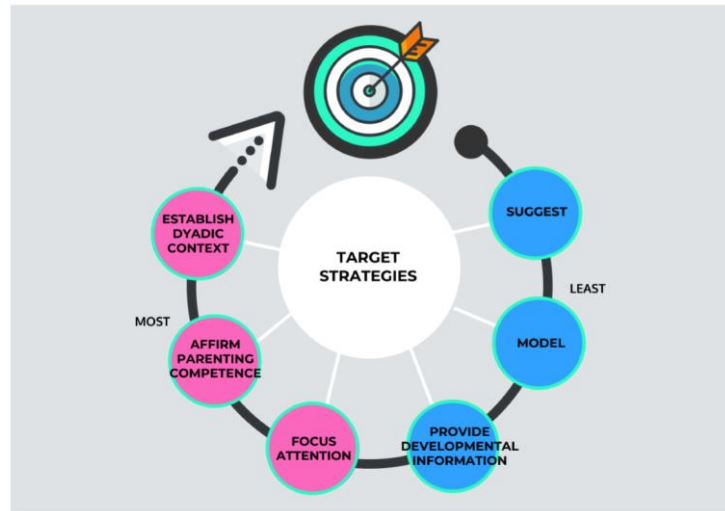 ESTABLISH
DYADIC
CONTEXT
SUGGEST
TARGET
STRATEGIES
LEAST
MOST
AFFIRM
PARENTING
COMPETENCE
MODEL
FOCUS
ATTENTION
PROVIDE
DEVELOPMENTAL
INFORMATION